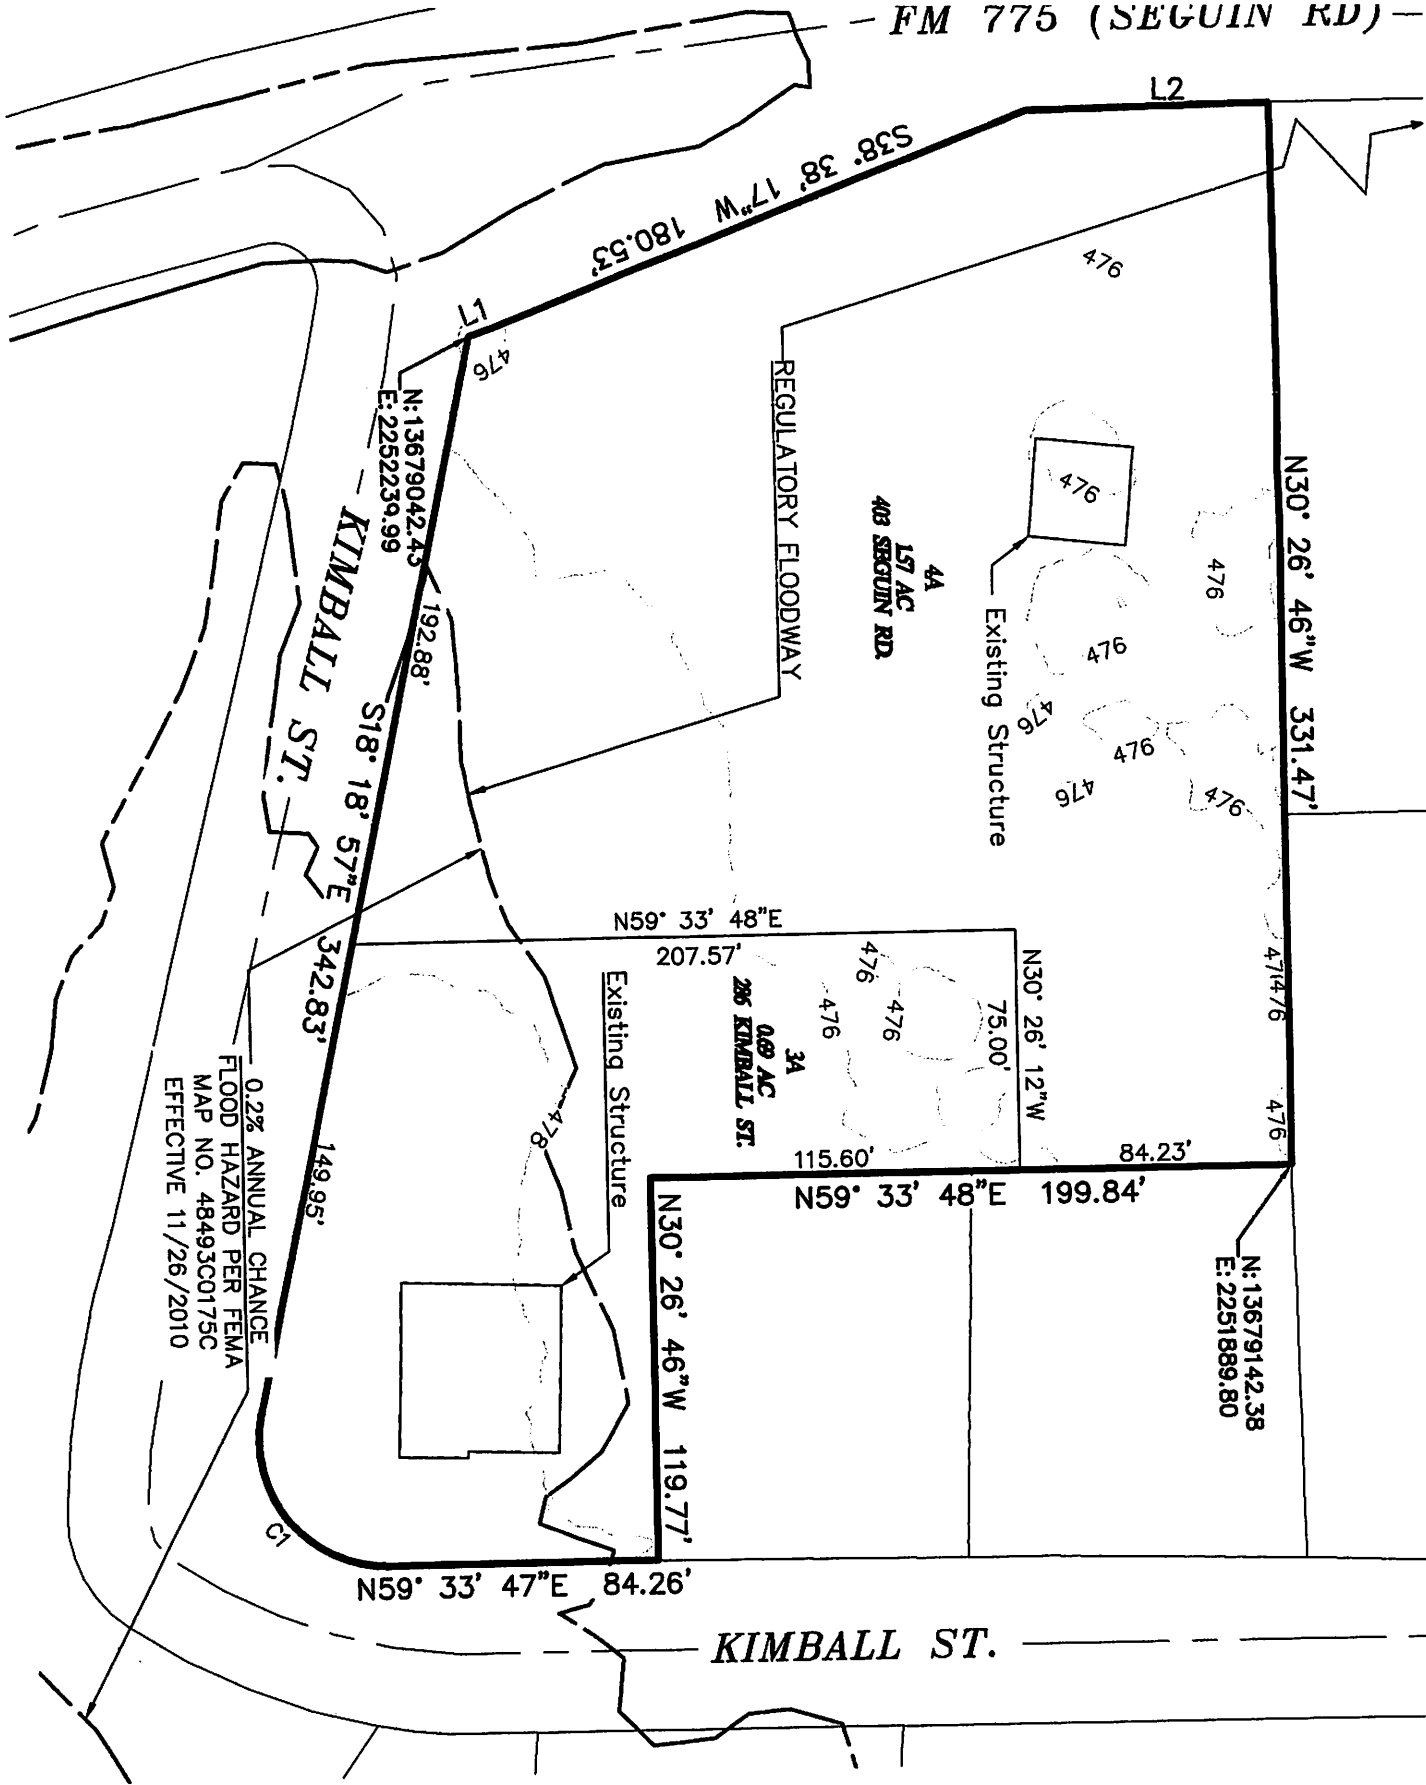 FM 775 (SEGUIN RD)
L2
S38° 38' 17"W 180.53'
L1
476
476
N:13679042.43
E: 2252239.99
REGULATORY FLOODWAY
476
4A
1.57 AC
403 SEGUIN RD.
Existing Structure
476
476
476
476
476
476
N30° 26' 46"W 331.47'
KIMBALL ST.
192.88'
S18° 18' 57"E 342.83'
N59° 33' 48"E
207.57'
476
476
476
N30° 26' 12"W
75.00'
476
476
3A
0.69 AC
286 KIMBALL ST.
Existing Structure
478
149.95'
0.2% ANNUAL CHANCE
FLOOD HAZARD PER FEMA
MAP NO. 48493C0175C
EFFECTIVE 11/26/2010
115.60'
84.23'
N59° 33' 48"E 199.84'
N30° 26' 46"W 119.77'
N:13679142.38
E: 2251889.80
C1
N59° 33' 47"E 84.26'
KIMBALL ST.